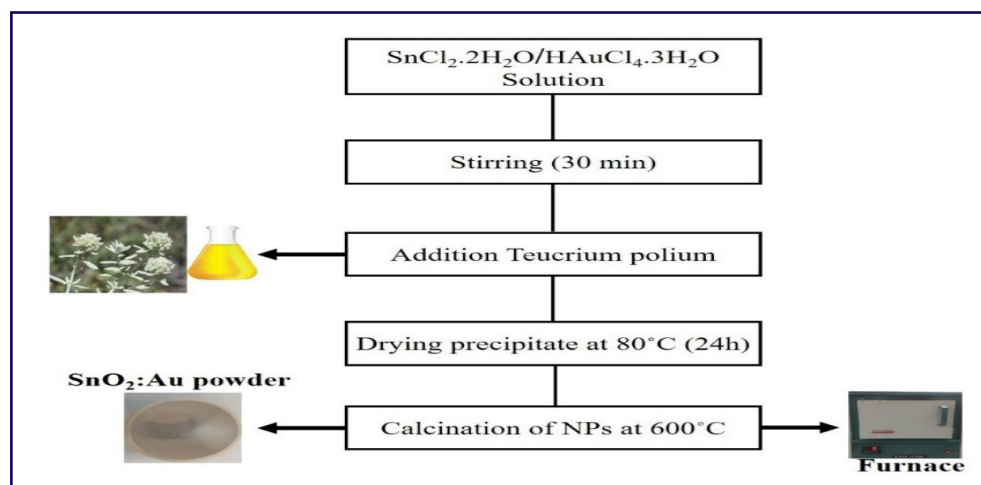 SnCl₂.2H₂O/HAuCl₄.3H₂O
Solution
Stirring (30 min)
Addition Teucrium polium
Drying precipitate at 80°C (24h)
SnO₂:Au powder
Calcination of NPs at 600°C
Furnace